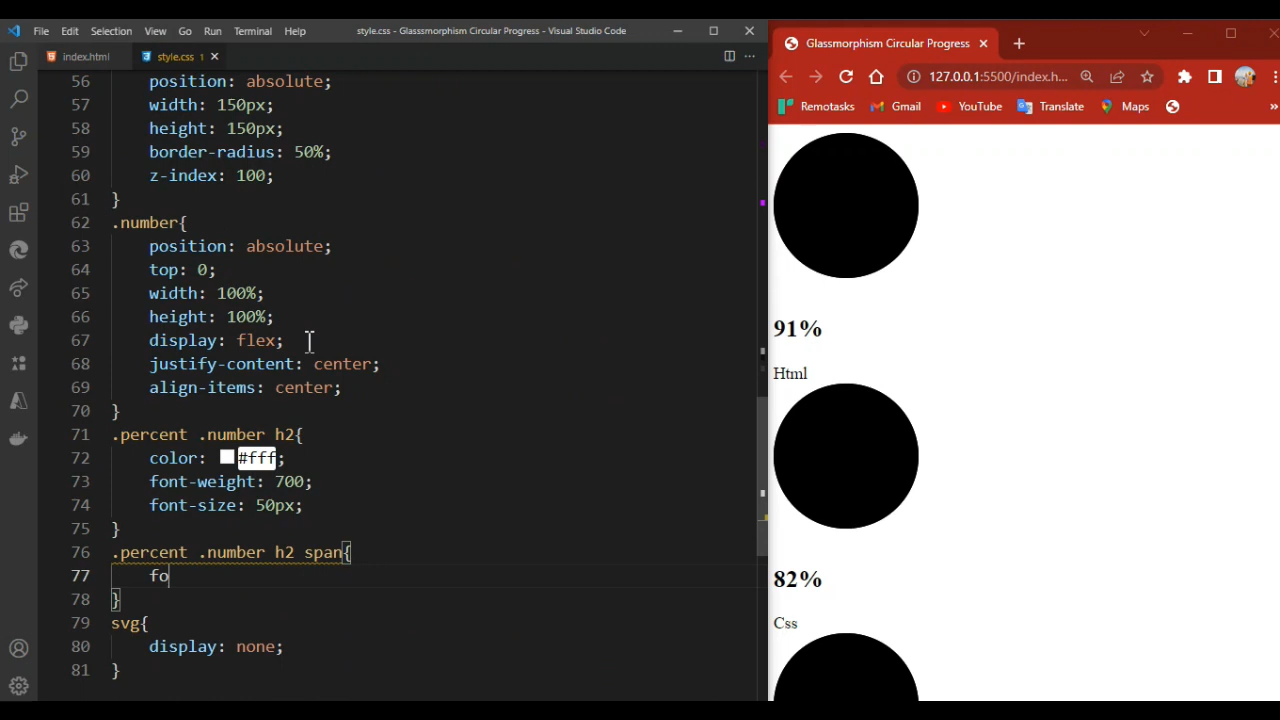 File Edit Selection View Go Run Terminal Help style.css - Glasssmorphism Circular Progress - Visual Studio Code
index.html style.css 1
56 position: absolute;
57 width: 150px;
58 height: 150px;
59 border-radius: 50%;
60 z-index: 100;
61 }
62 .number{
63 position: absolute;
64 top: 0;
65 width: 100%;
66 height: 100%;
67 display: flex;
68 justify-content: center;
69 align-items: center;
70 }
71 .percent .number h2{
72 color: #fff;
73 font-weight: 700;
74 font-size: 50px;
75 }
76 .percent .number h2 span{
77 fo
78 }
79 svg{
80 display: none;
81 }
Glassmorphism Circular Progress
127.0.0.1:5500/index.h...
Remotasks Gmail YouTube Translate Maps »
91%
Html
82%
Css